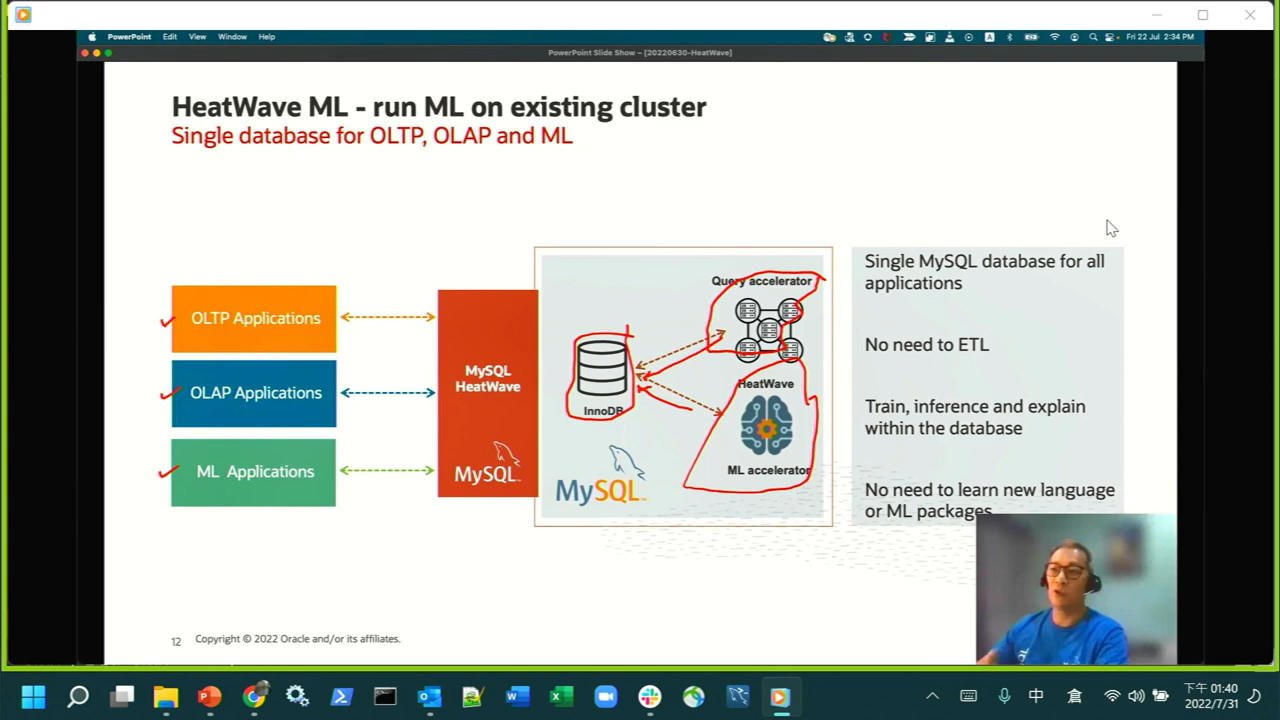 PowerPoint Edit View Window Help
Fri 22 Jul 2:34 PM
PowerPoint Slide Show – [20220630-HeatWave]
HeatWave ML - run ML on existing cluster
Single database for OLTP, OLAP and ML
OLTP Applications
OLAP Applications
ML Applications
MySQL
HeatWave
MySQL
InnoDB
MySQL
Query accelerator
HeatWave
ML accelerator
Single MySQL database for all
applications
No need to ETL
Train, inference and explain
within the database
No need to learn new language
or ML packages
12
Copyright © 2022 Oracle and/or its affiliates.
中
下午 01:40
2022/7/31